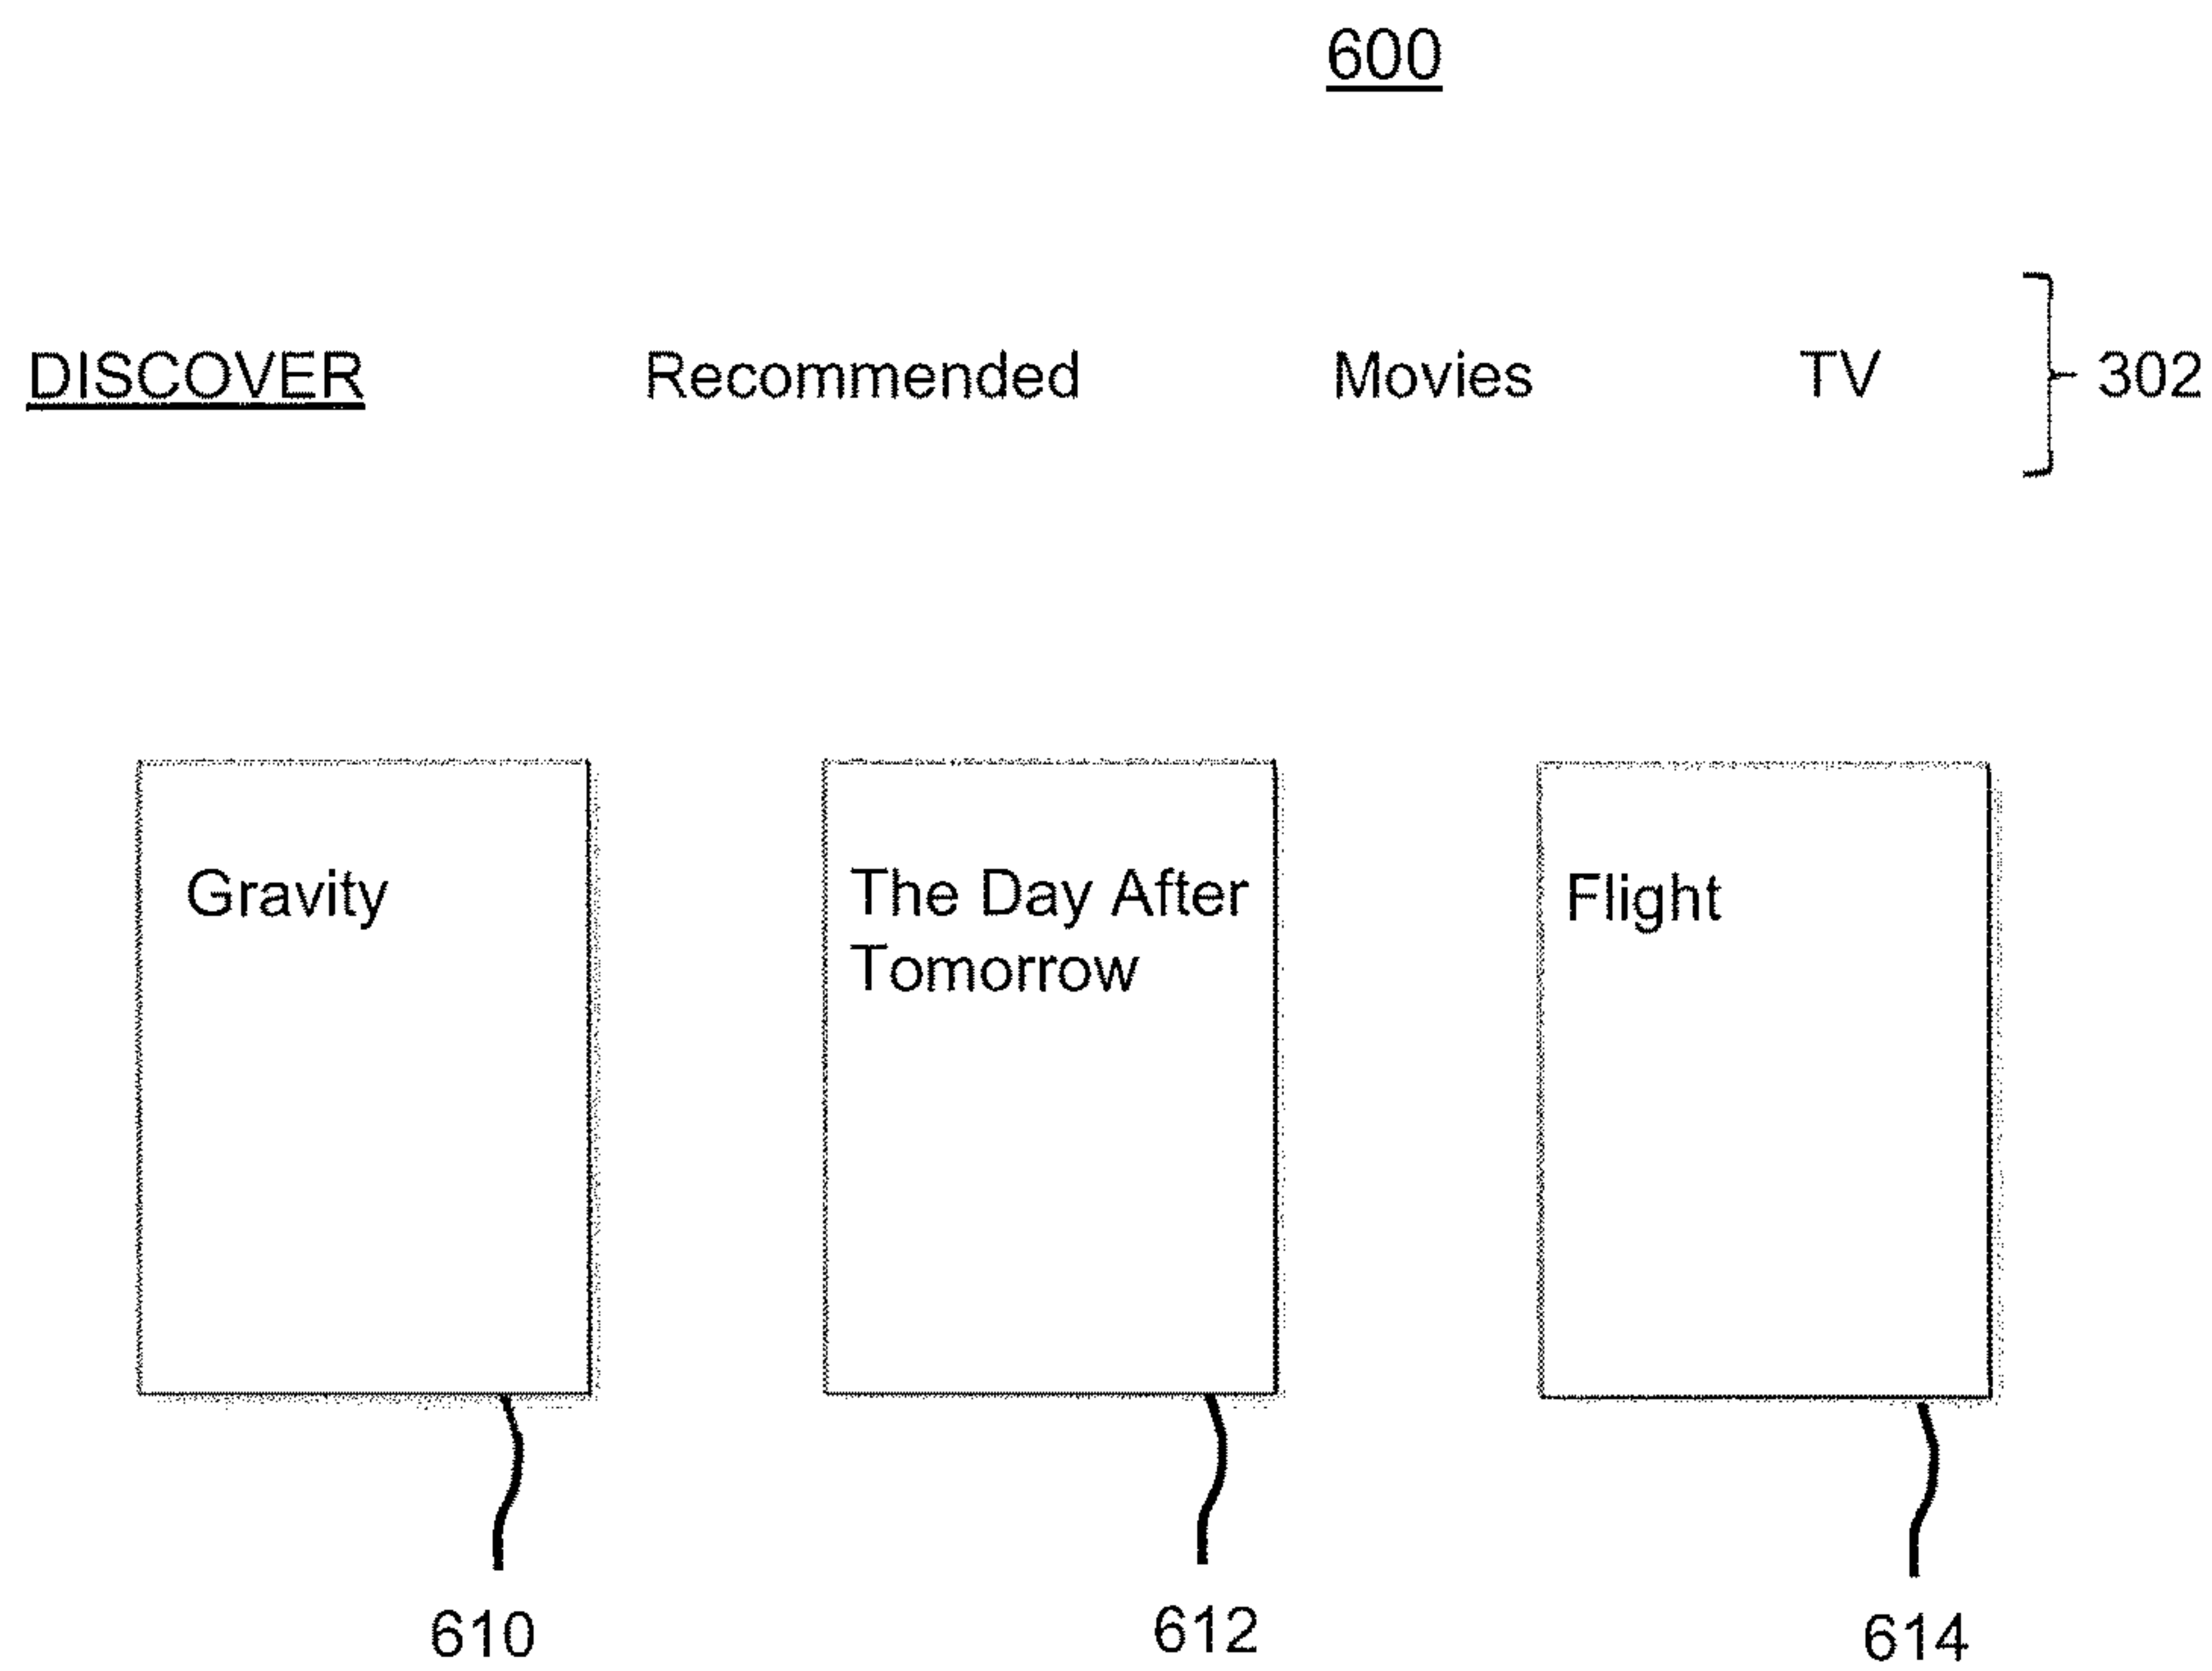 600
DISCOVER Recommended Movies TV 302
Gravity
The Day After
Tomorrow
Flight
610
612
614